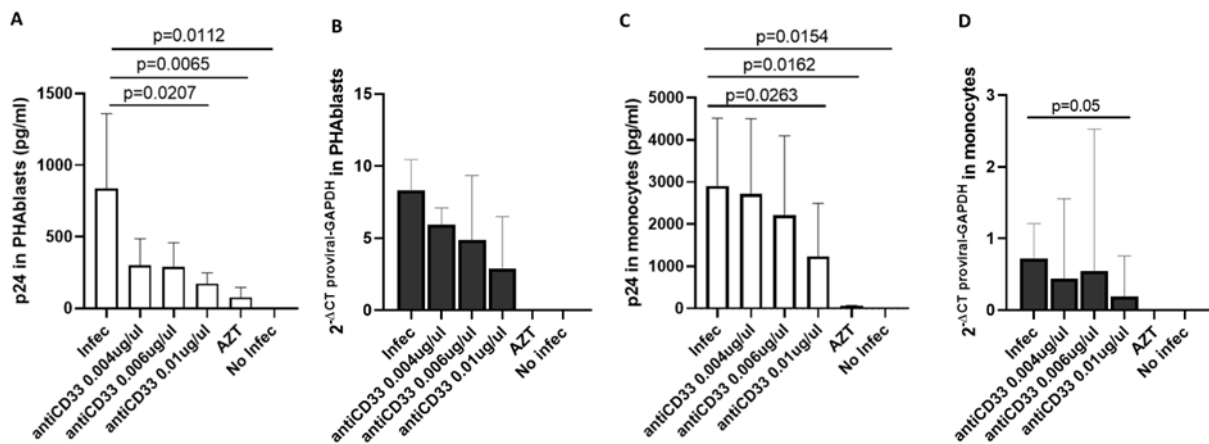 A
p=0.0112
p=0.0065
p=0.0207
p24 in PHAblasts (pg/ml)
1500
1000
500
0
Infec
antiCD33 0.004ug/ul
antiCD33 0.006ug/ul
antiCD33 0.01ug/ul
AZT
No Infec
B
2^-ΔCT proviral-GAPDH in PHAblasts
15
10
5
0
Infec
antiCD33 0.004ug/ul
antiCD33 0.006ug/ul
antiCD33 0.01ug/ul
AZT
No infec
C
p=0.0154
p=0.0162
p=0.0263
p24 in monocytes (pg/ml)
5000
4000
3000
2000
1000
0
Infec
antiCD33 0.004ug/ul
antiCD33 0.006ug/ul
antiCD33 0.01ug/ul
AZT
No Infec
D
p=0.05
2^-ΔCT proviral-GAPDH in monocytes
3
2
1
0
Infec
antiCD33 0.004ug/ul
antiCD33 0.006ug/ul
antiCD33 0.01ug/ul
AZT
No Infec